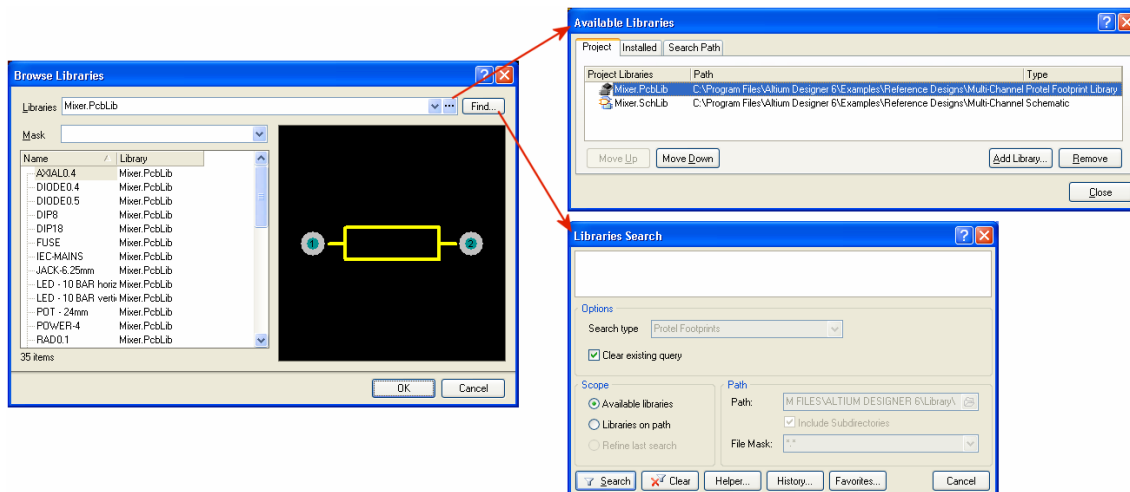 Browse Libraries
Libraries Mixer.PcbLib ... Find...
Mask
Name / Library
AXIAL0.4 Mixer.PcbLib
DIODE0.4 Mixer.PcbLib
DIODE0.5 Mixer.PcbLib
DIP8 Mixer.PcbLib
DIP18 Mixer.PcbLib
FUSE Mixer.PcbLib
IEC-MAINS Mixer.PcbLib
JACK-6.25mm Mixer.PcbLib
LED - 10 BAR horiz Mixer.PcbLib
LED - 10 BAR verti Mixer.PcbLib
POT - 24mm Mixer.PcbLib
POWER-4 Mixer.PcbLib
RAD0.1 Mixer.PcbLib
35 items
1 2
OK Cancel
Available Libraries
Project Installed Search Path
Project Libraries Path Type
Mixer.PcbLib C:\Program Files\Altium Designer 6\Examples\Reference Designs\Multi-Channel Protel Footprint Library
Mixer.SchLib C:\Program Files\Altium Designer 6\Examples\Reference Designs\Multi-Channel Schematic
Move Up Move Down Add Library... Remove
Close
Libraries Search
Options
Search type Protel Footprints
Clear existing query
Scope
Available libraries
Libraries on path
Refine last search
Path
Path: M FILES\ALTIUM DESIGNER 6\Library\
Include Subdirectories
File Mask: *.*
Search Clear Helper... History... Favorites... Cancel